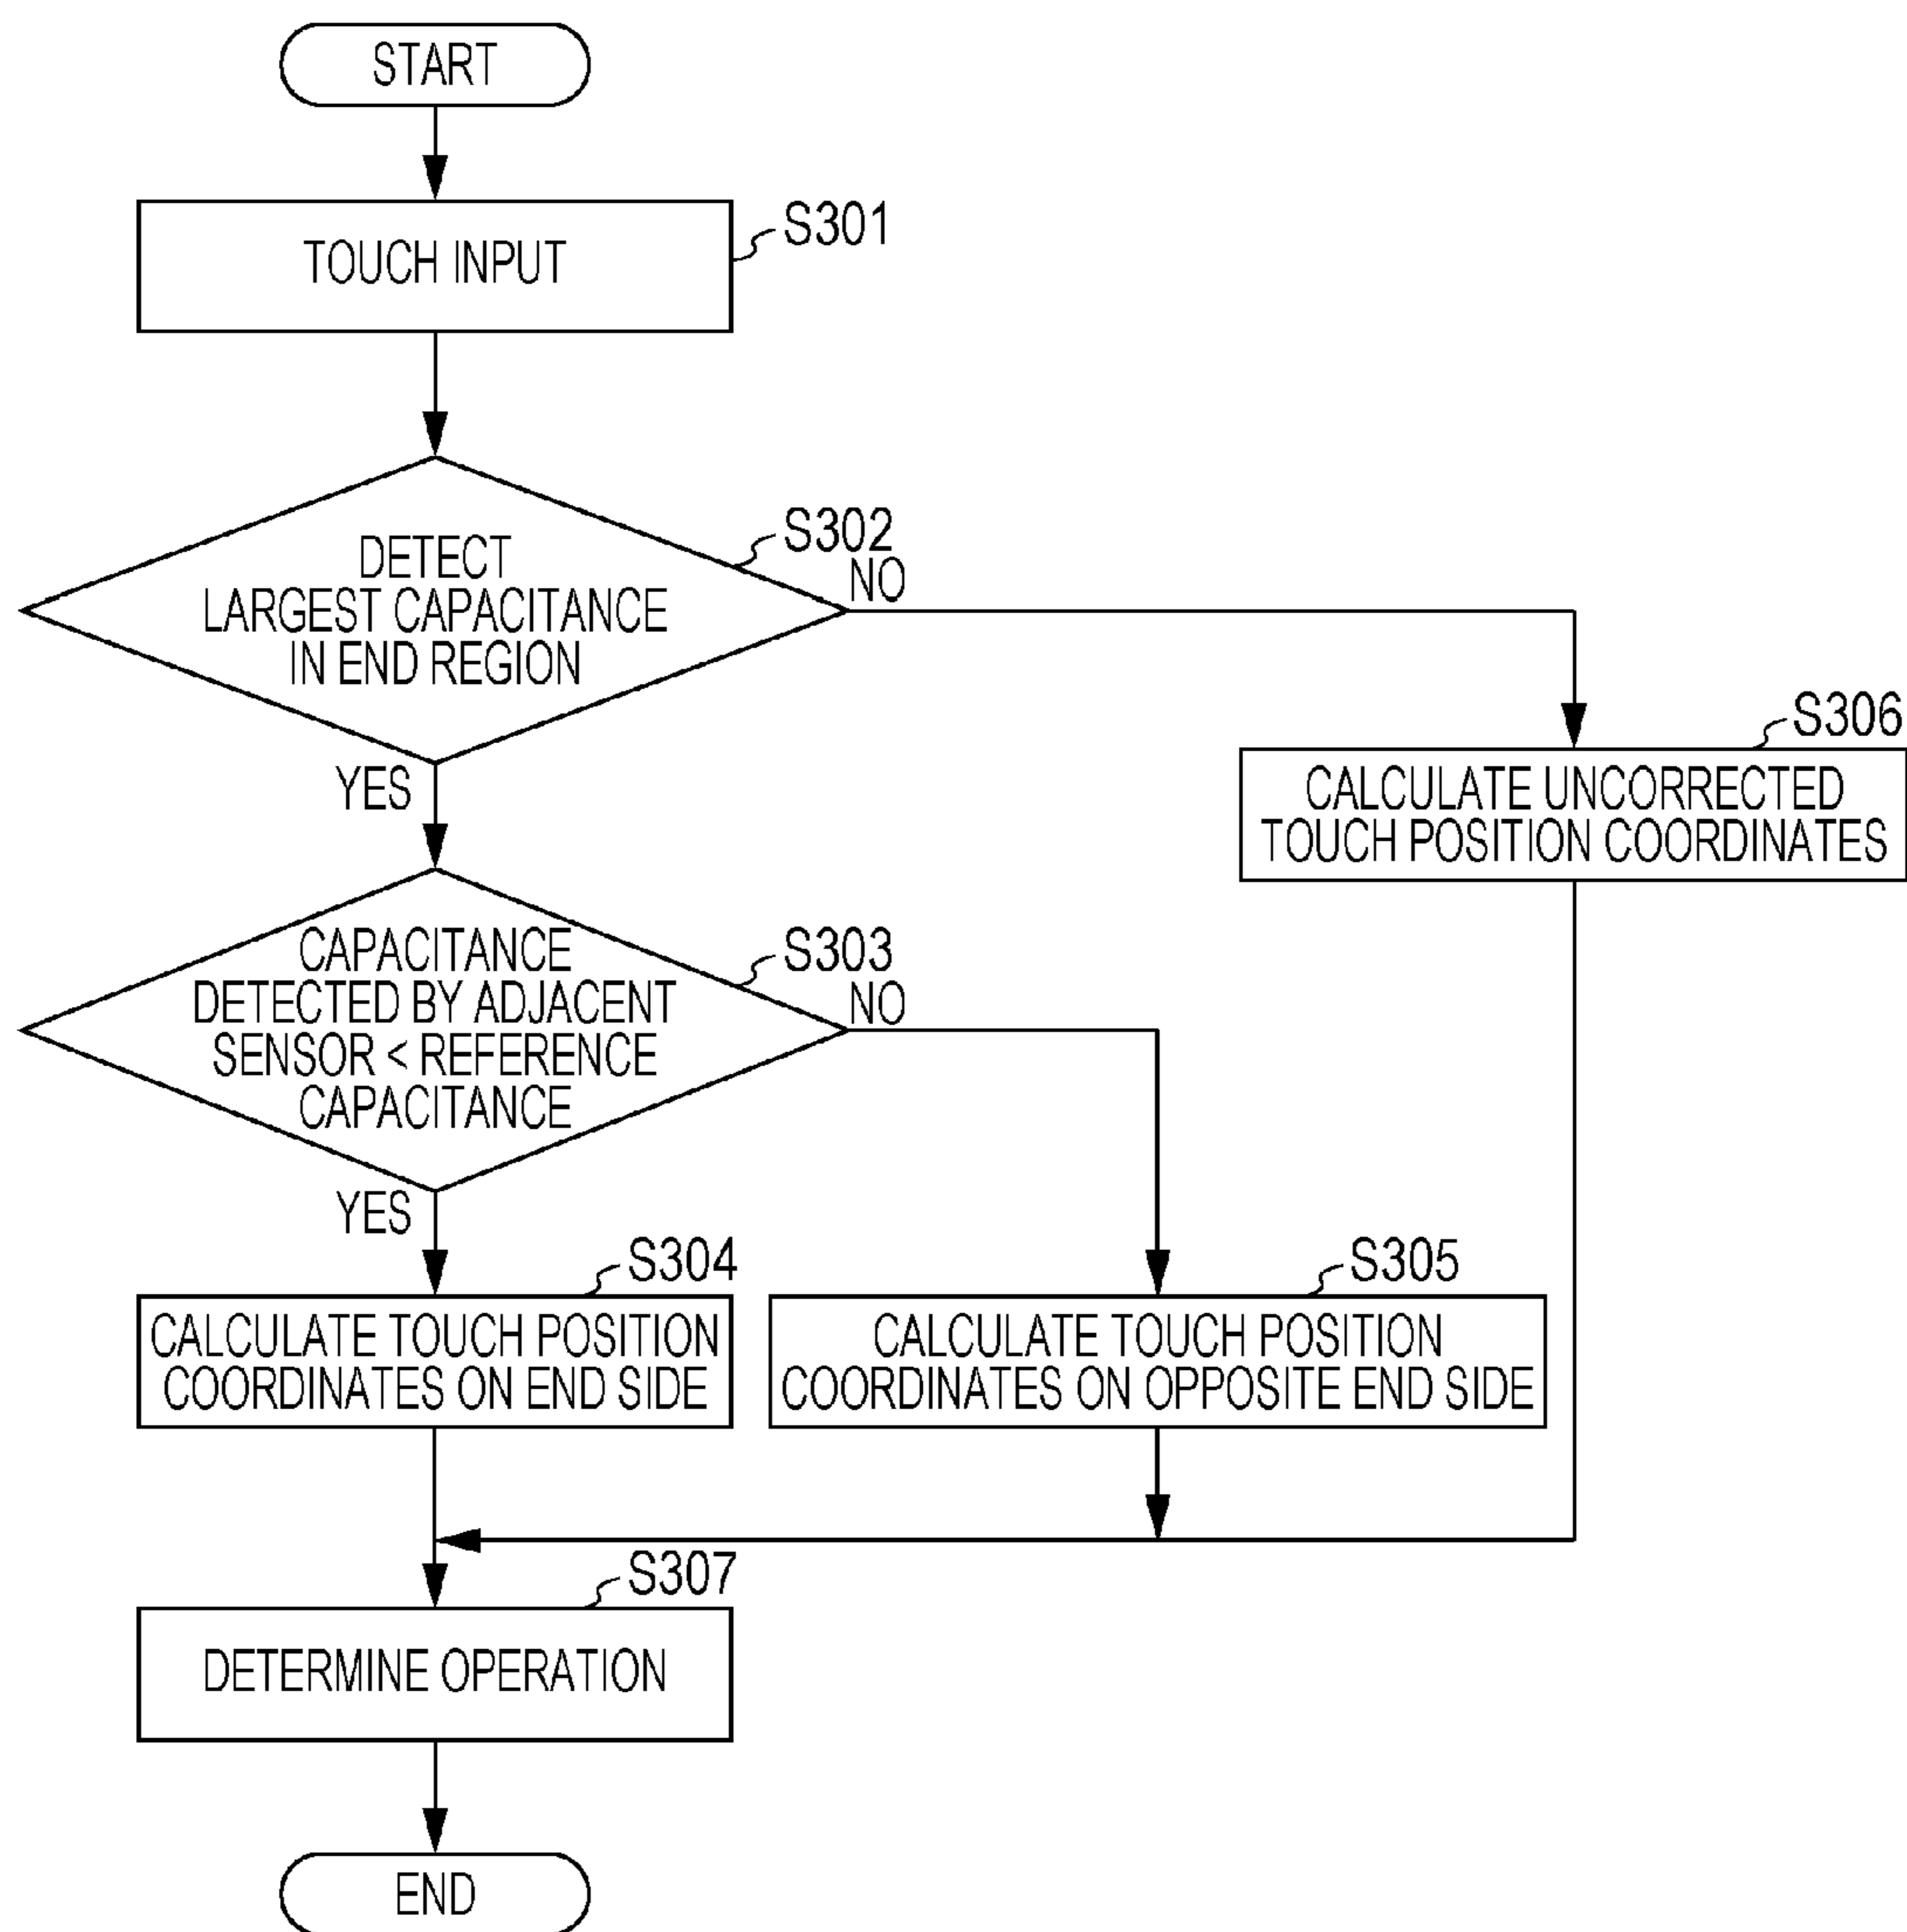 START
TOUCH INPUT
S301
DETECT
LARGEST CAPACITANCE
IN END REGION
S302
NO
YES
CALCULATE UNCORRECTED
TOUCH POSITION COORDINATES
S306
CAPACITANCE
DETECTED BY ADJACENT
SENSOR < REFERENCE
CAPACITANCE
S303
NO
YES
CALCULATE TOUCH POSITION
COORDINATES ON END SIDE
S304
CALCULATE TOUCH POSITION
COORDINATES ON OPPOSITE END SIDE
S305
DETERMINE OPERATION
S307
END